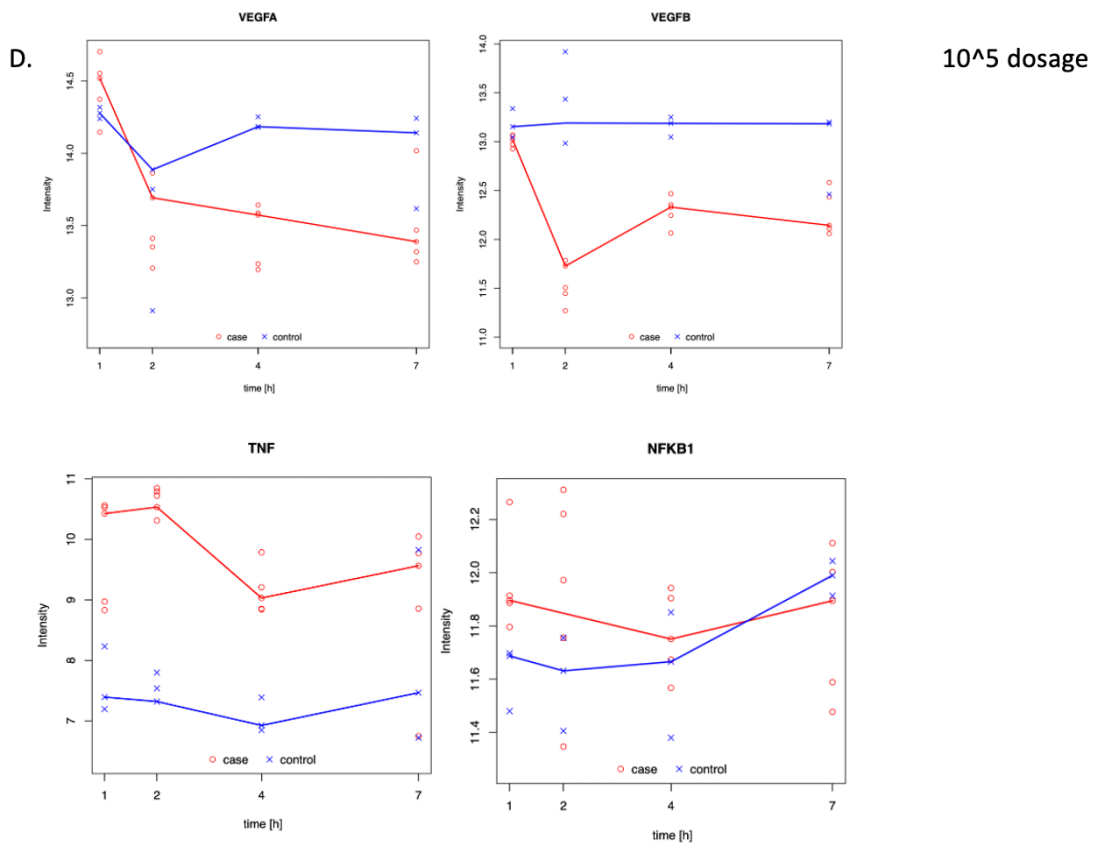 VEGFA
VEGFB
D.
10^5 dosage
14.5
14.0
13.5
13.0
Intensity
case
control
1
2
4
7
time [h]
14.0
13.5
13.0
12.5
12.0
11.5
11.0
Intensity
case
control
1
2
4
7
time [h]
TNF
NFKB1
11
10
9
8
7
Intensity
case
control
1
2
4
7
time [h]
12.2
12.0
11.8
11.6
11.4
Intensity
case
control
1
2
4
7
time [h]